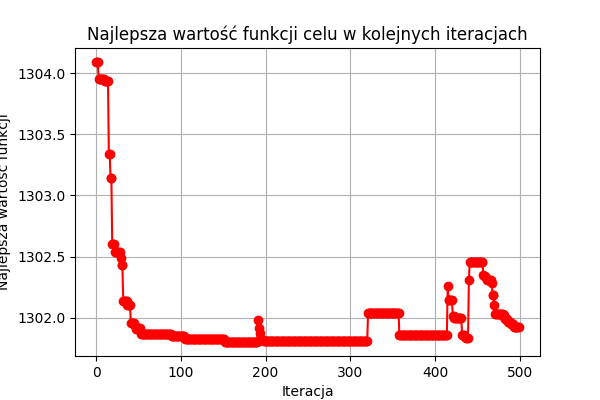 Najlepsza wartość funkcji celu w kolejnych iteracjach
Najlepsza wartość funkcji
1304.0
1303.5
1303.0
1302.5
1302.0
0 100 200 300 400 500
Iteracja